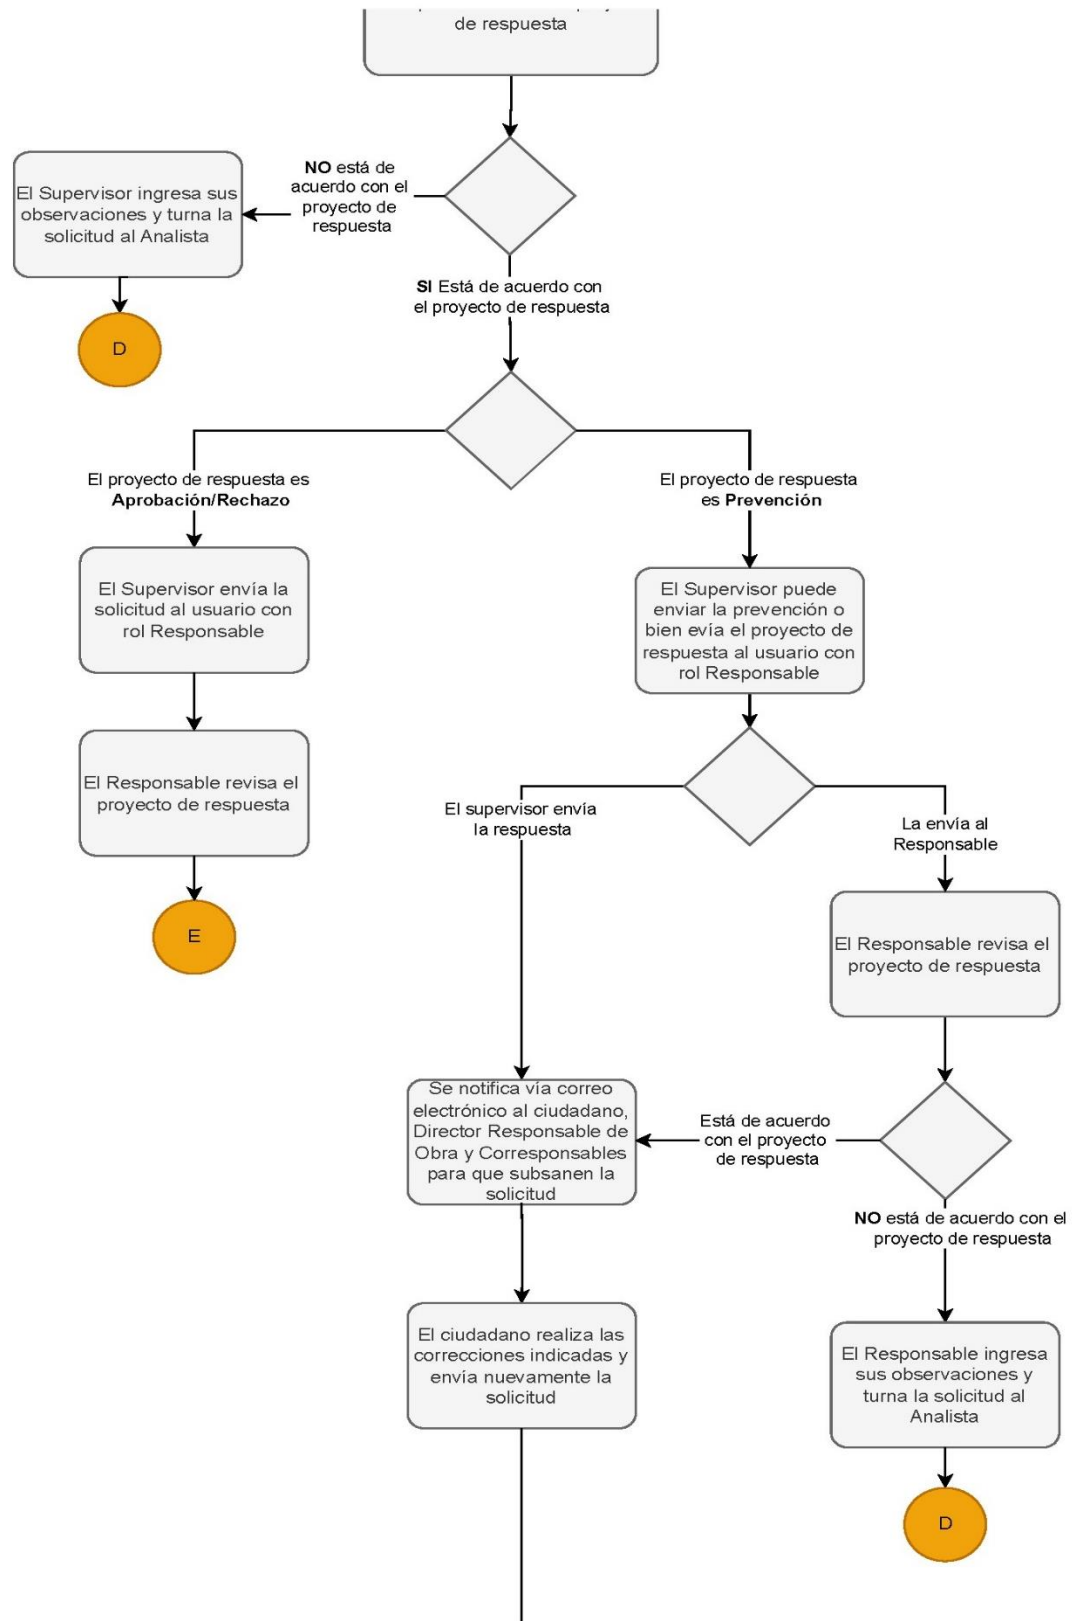 de respuesta
NO está de
acuerdo con el
proyecto de
respuesta
El Supervisor ingresa sus
observaciones y turna la
solicitud al Analista
SI Está de acuerdo con
el proyecto de respuesta
D
El proyecto de respuesta es
Aprobación/Rechazo
El proyecto de respuesta
es Prevención
El Supervisor envía la
solicitud al usuario con
rol Responsable
El Supervisor puede
enviar la prevención o
bien evía el proyecto de
respuesta al usuario con
rol Responsable
El Responsable revisa el
proyecto de respuesta
El supervisor envía
la respuesta
La envía al
Responsable
E
El Responsable revisa el
proyecto de respuesta
Se notifica vía correo
electrónico al ciudadano,
Director Responsable de
Obra y Corresponsables
para que subsanen la
solicitud
Está de acuerdo
con el proyecto
de respuesta
NO está de acuerdo con el
proyecto de respuesta
El ciudadano realiza las
correcciones indicadas y
envía nuevamente la
solicitud
El Responsable ingresa
sus observaciones y
turna la solicitud al
Analista
D